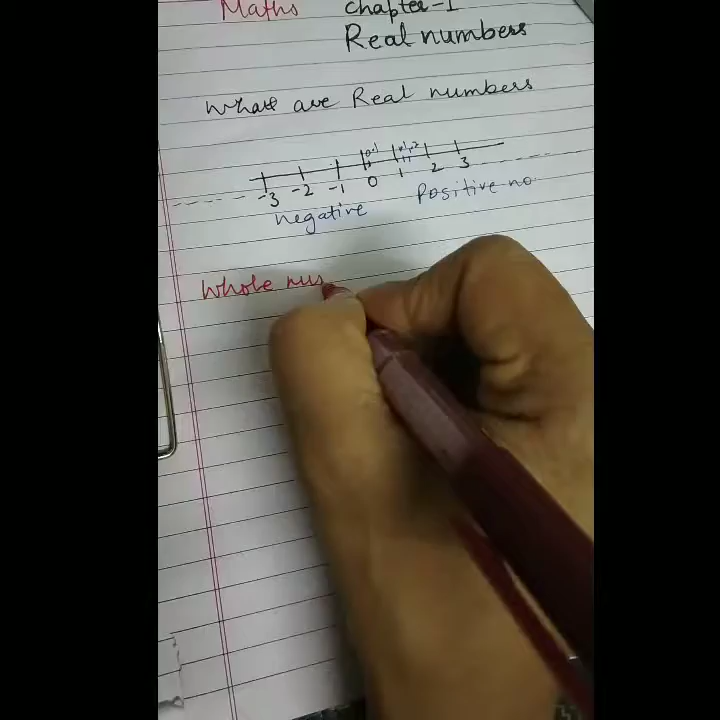 Maths Chapter-1
Real numbers
What are Real numbers
-3 -2 -1 0 1 2 3
negative Positive no
Whole nu